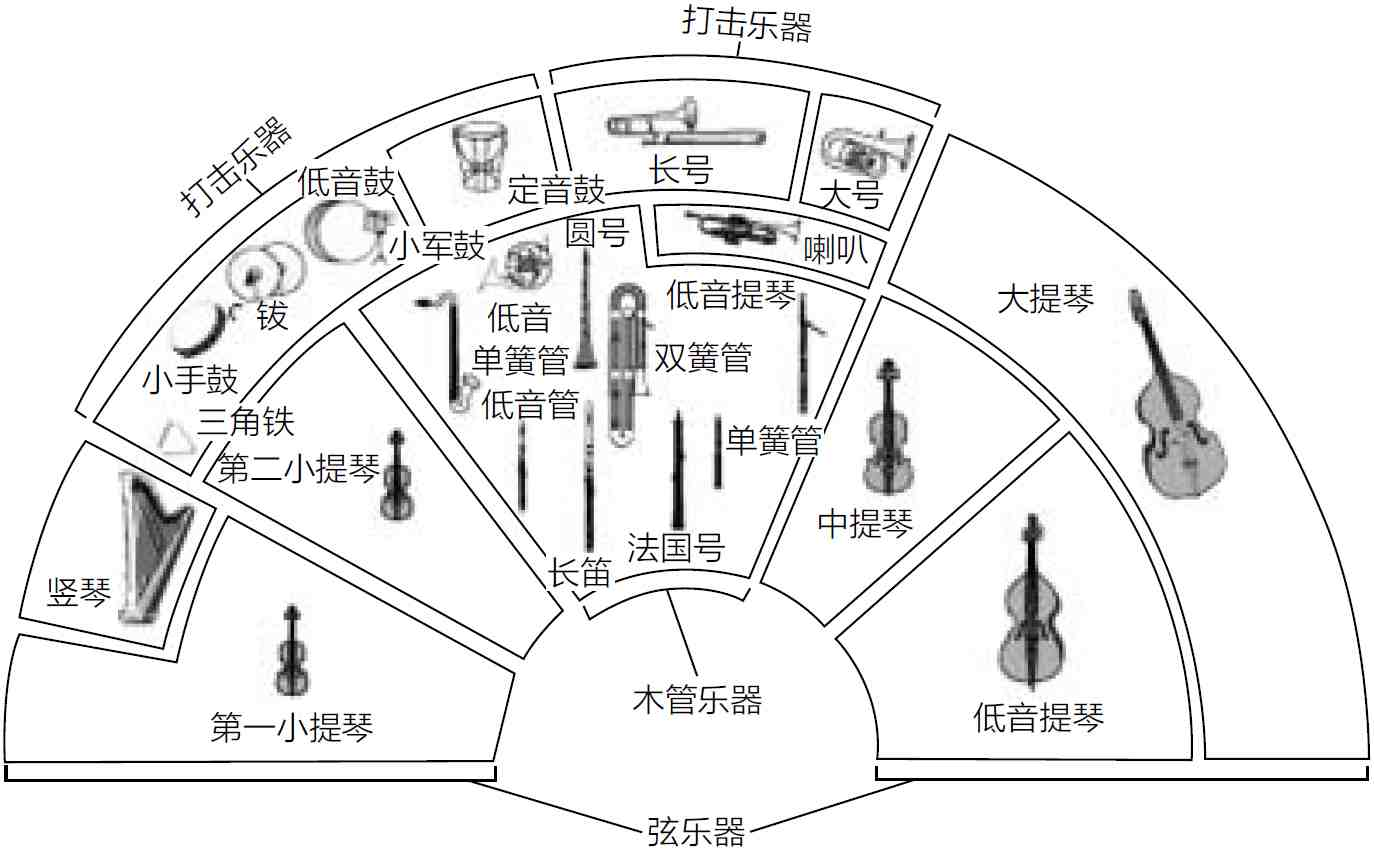 打击乐器
打击乐器
低音鼓
定音鼓
长号
大号
小军鼓
圆号
喇叭
钹
低音
单簧管
低音提琴
大提琴
小手鼓
双簧管
低音管
三角铁
第二小提琴
单簧管
中提琴
竖琴
长笛
法国号
第一小提琴
木管乐器
低音提琴
弦乐器